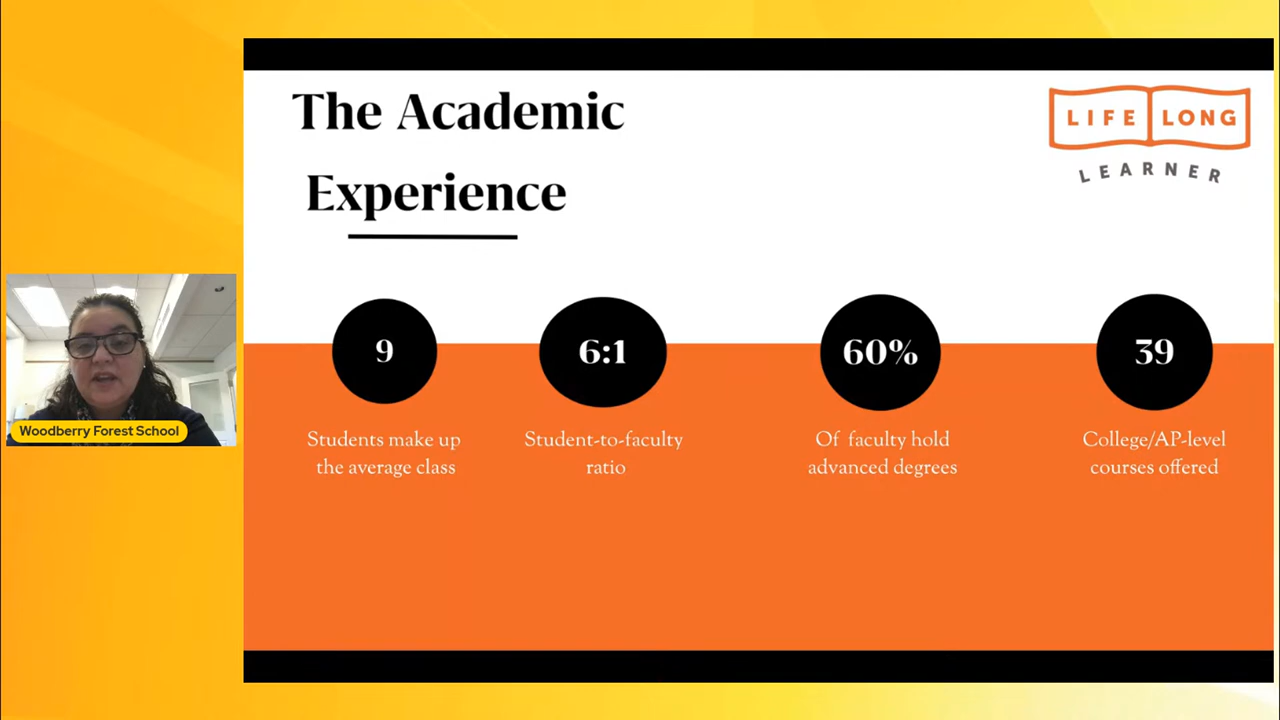 The Academic
Experience
LIFE LONG
LEARNER
9
Students make up
the average class
6:1
Student-to-faculty
ratio
60%
Of faculty hold
advanced degrees
39
College/AP-level
courses offered
Woodberry Forest School